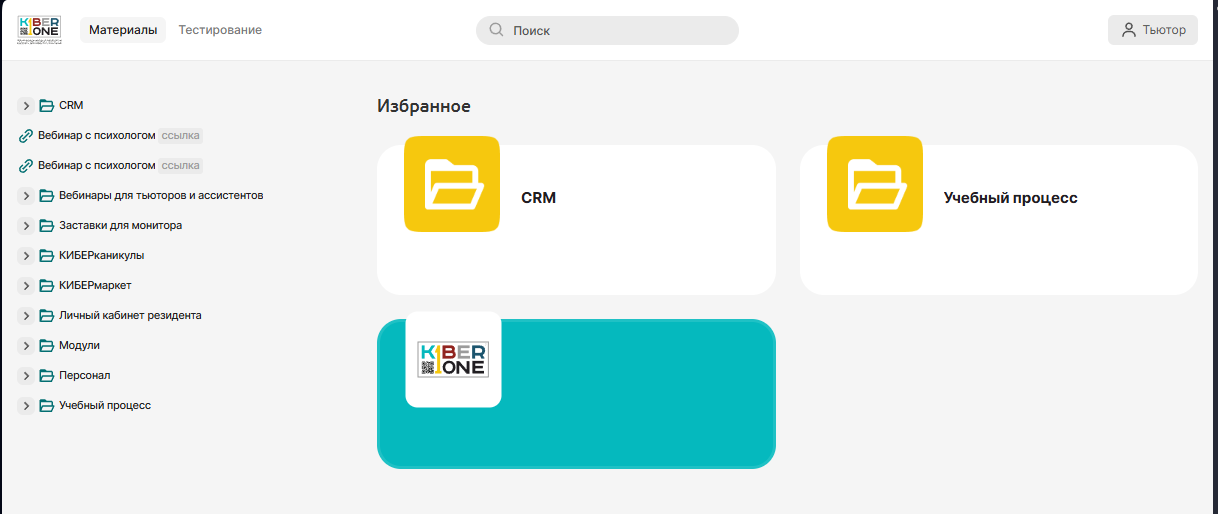 KIBER
ONE
Материалы
Тестирование
Поиск
Тьютор
CRM
Вебинар с психологом ссылка
Вебинар с психологом ссылка
Вебинары для тьюторов и ассистентов
Заставки для монитора
КИБЕРканикулы
КИБЕРмаркет
Личный кабинет резидента
Модули
Персонал
Учебный процесс
Избранное
CRM
Учебный процесс
KIBER
ONE